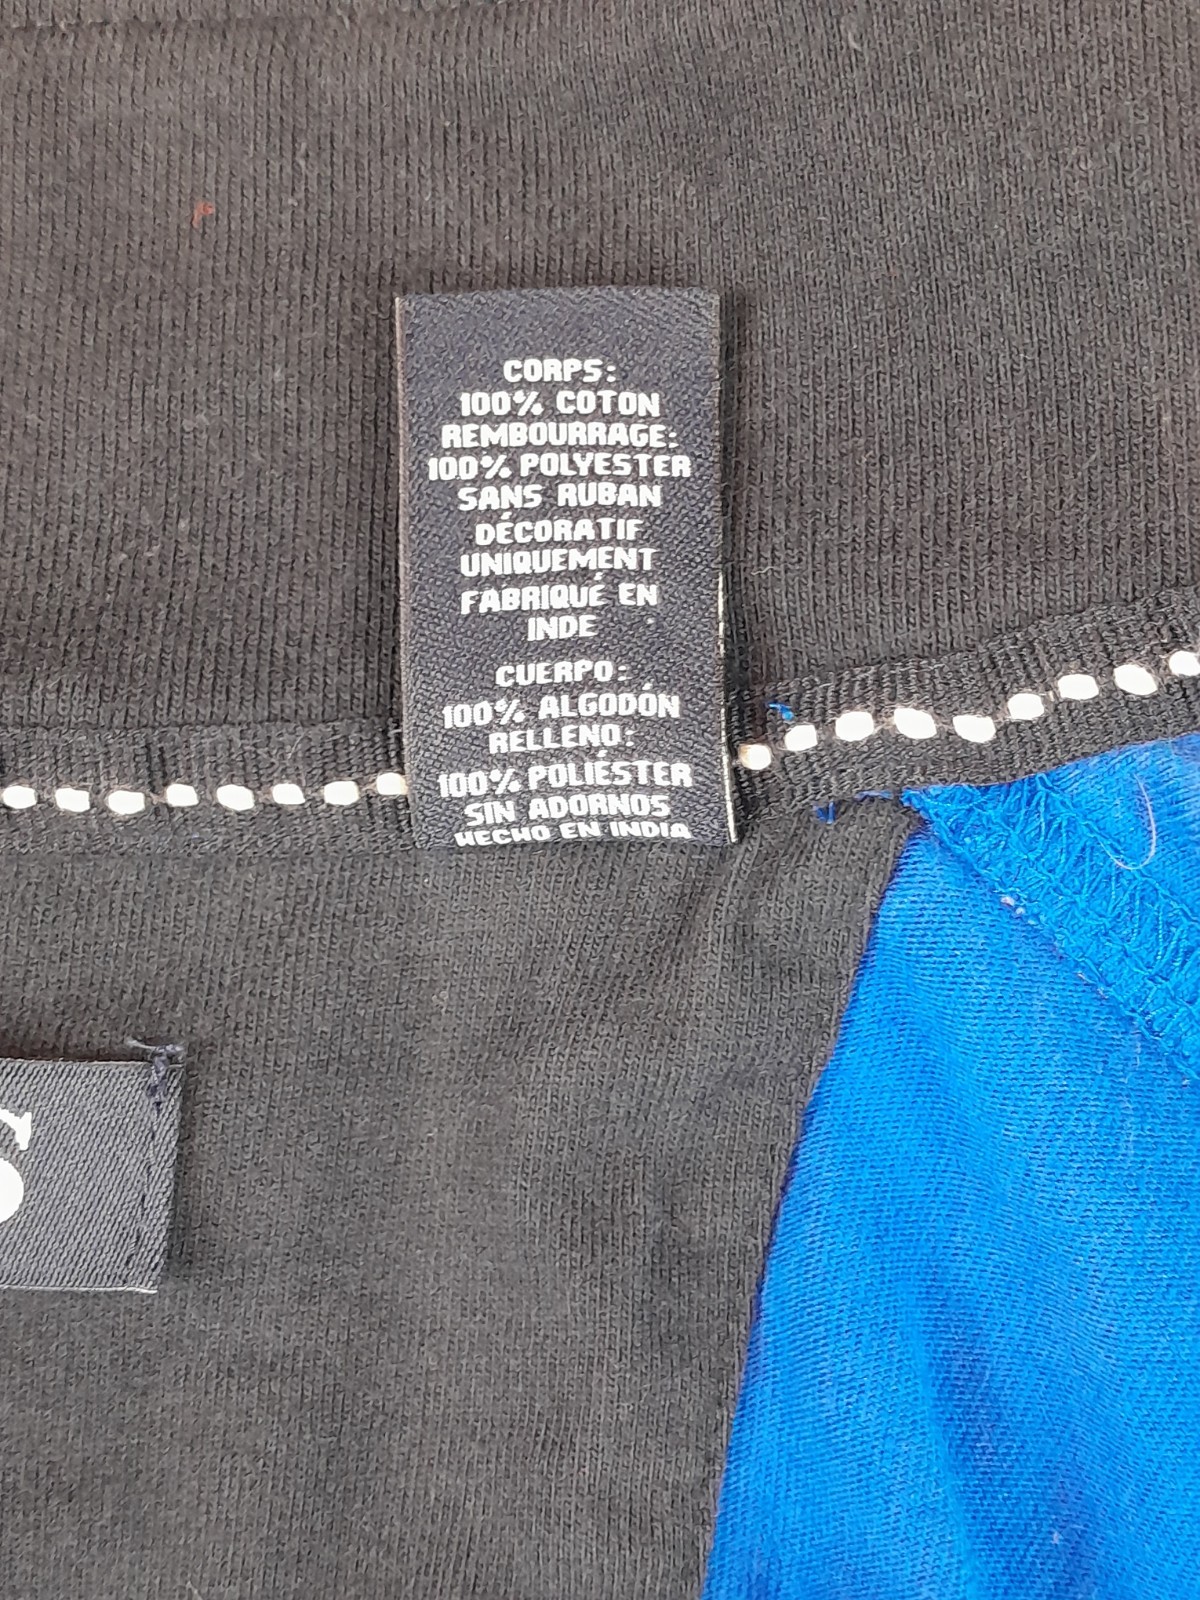 CORPS:
100% COTON
REMBOURRAGE:
100% POLYESTER
SANS RUBAN
DÉCORATIF
UNIQUEMENT
FABRIQUÉ EN
INDE
CUERPO:
100% ALGODÓN
RELLENO:
100% POLIÉSTER
SIN ADORNOS
HECHO EN INDIA